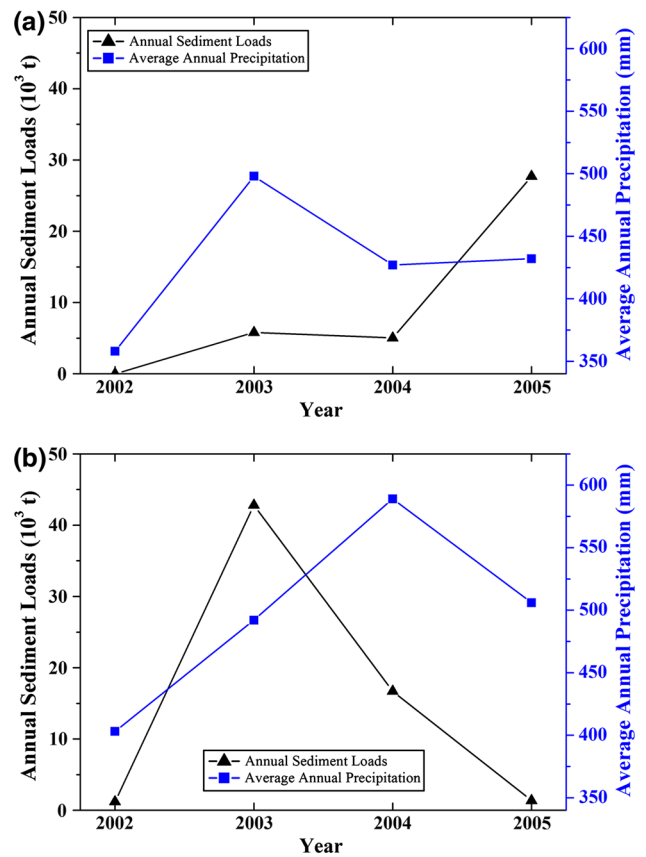 (a)
Annual Sediment Loads (10³ t)
50
40
30
20
10
0
Annual Sediment Loads
Average Annual Precipitation
600
550
500
450
400
350
Average Annual Precipitation (mm)
2002 2003 2004 2005
Year
(b)
Annual Sediment Loads (10³ t)
50
40
30
20
10
0
Annual Sediment Loads
Average Annual Precipitation
600
550
500
450
400
350
Average Annual Precipitation (mm)
2002 2003 2004 2005
Year